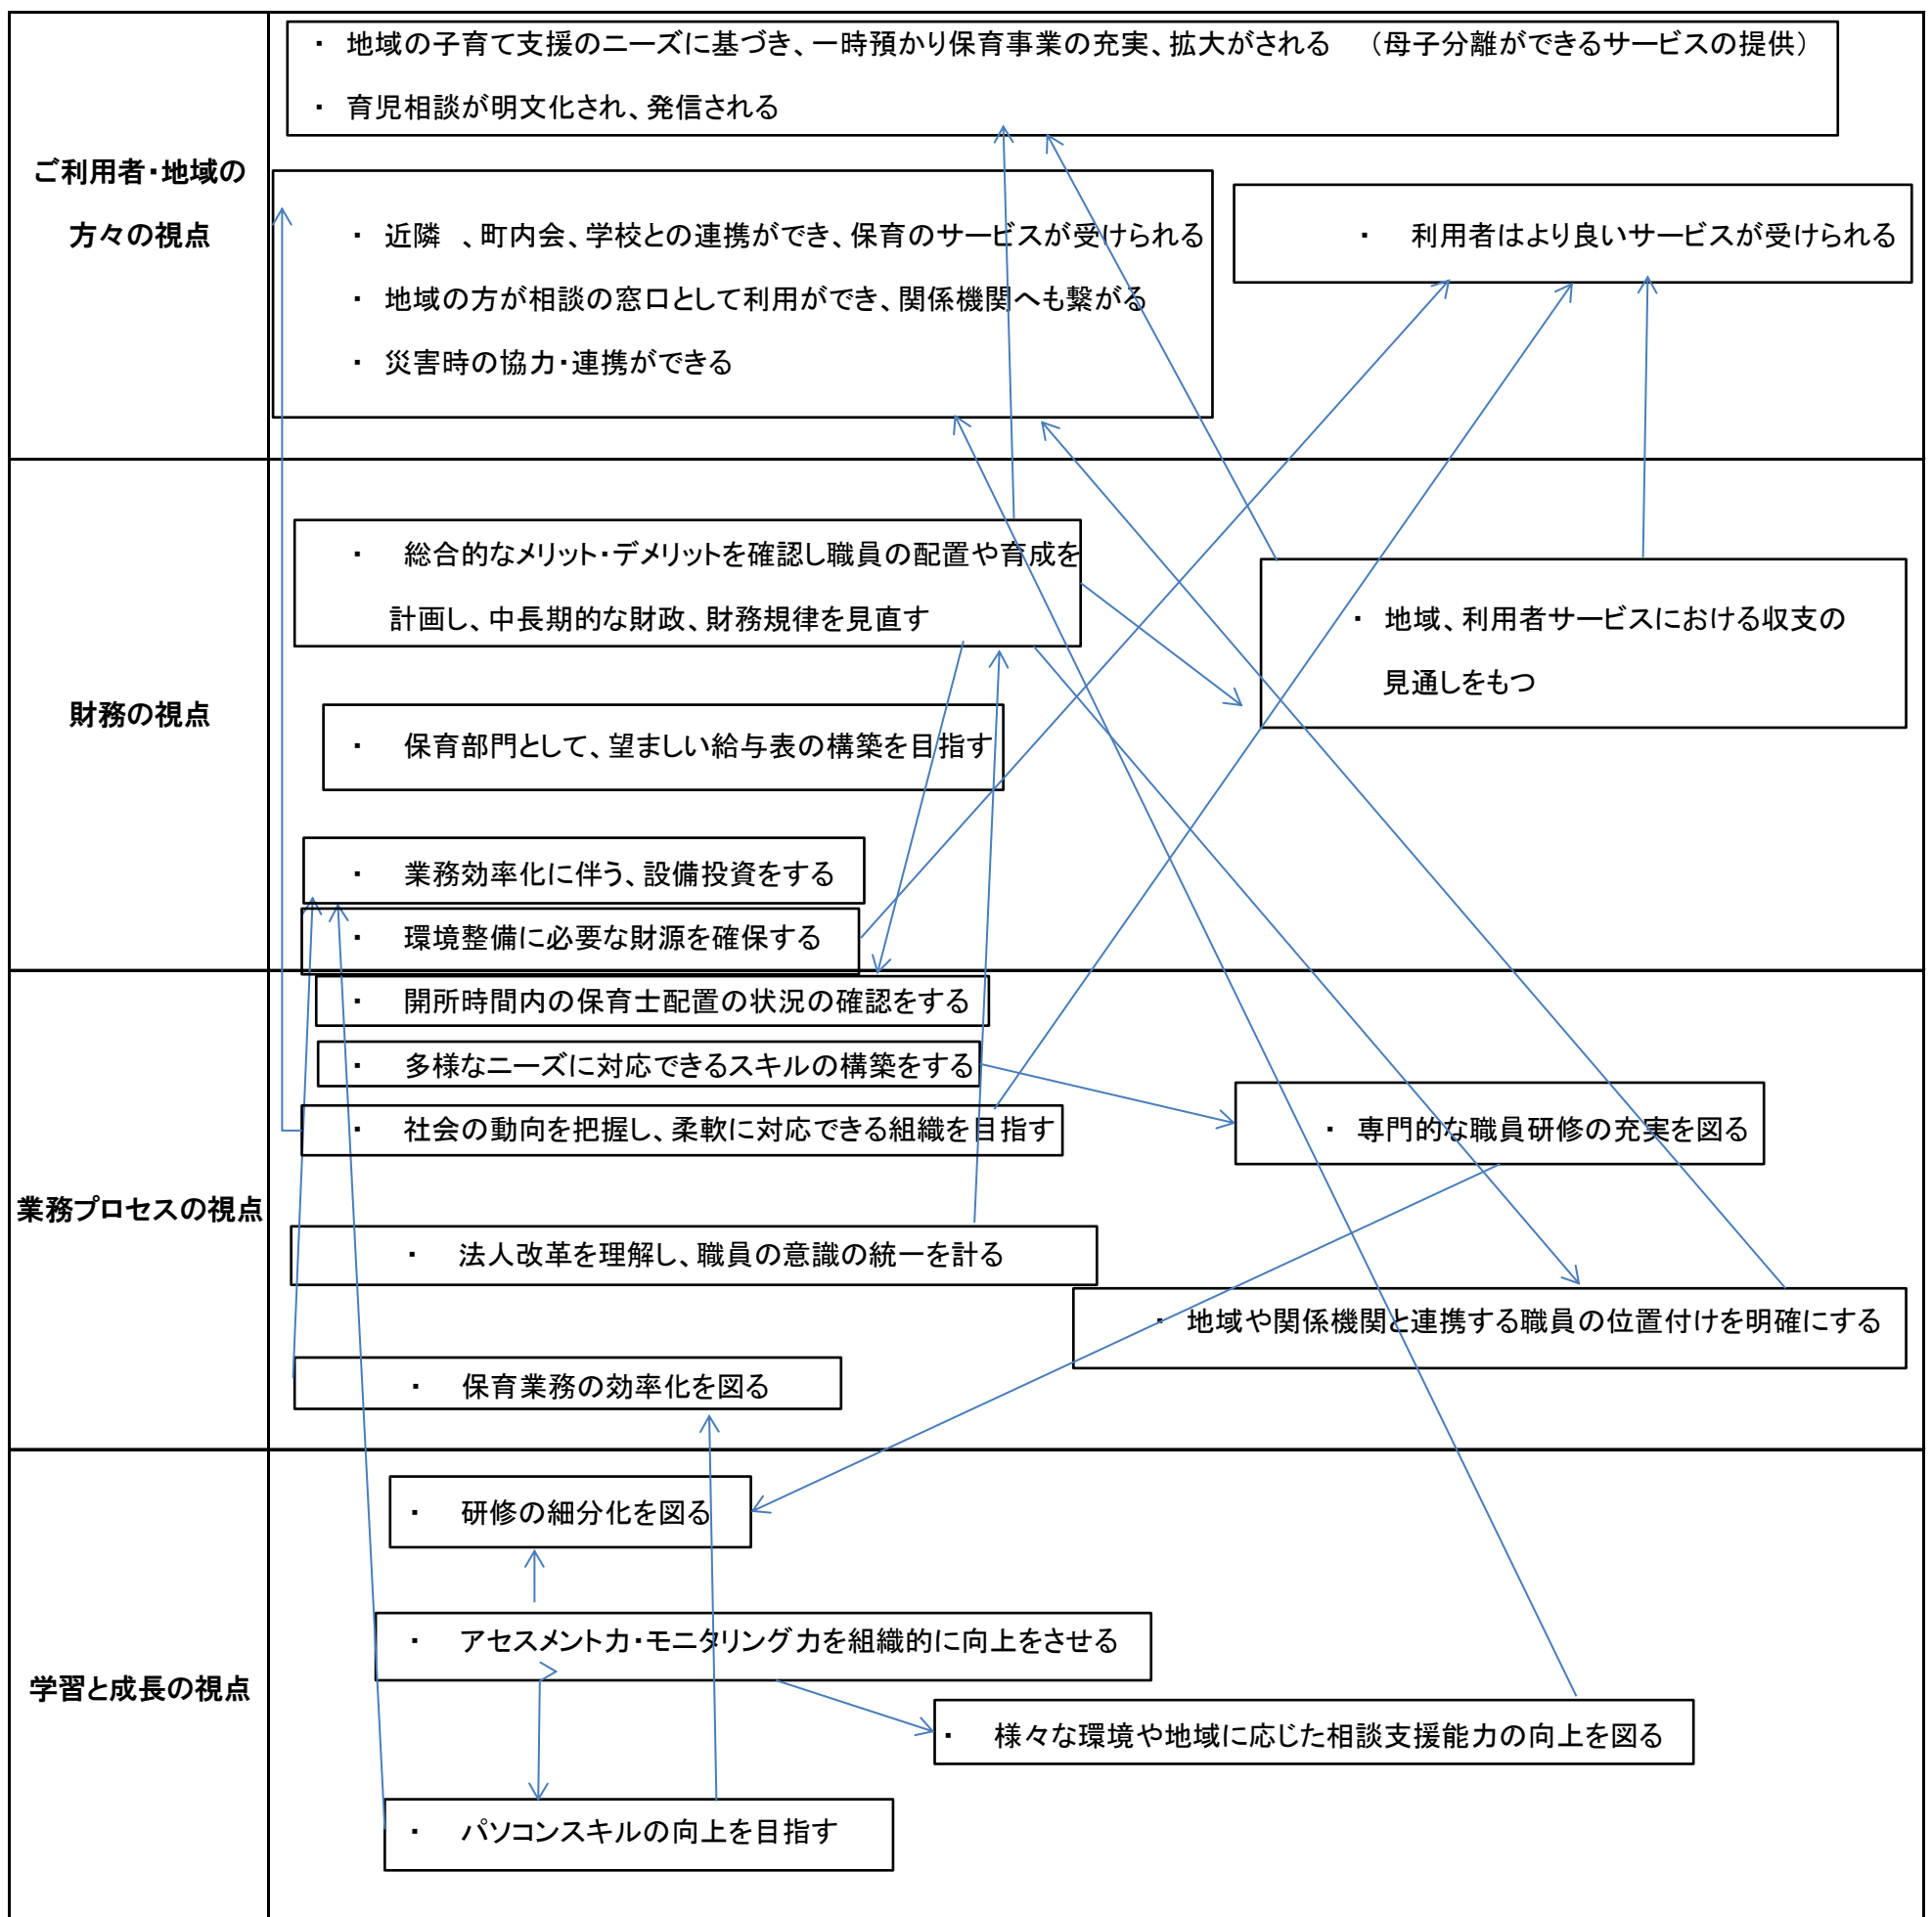 ご利用者・地域の
方々の視点
・ 地域の子育て支援のニーズに基づき、一時預かり保育事業の充実、拡大がされる （母子分離ができるサービスの提供）
・ 育児相談が明文化され、発信される
・ 近隣 、町内会、学校との連携ができ、保育のサービスが受けられる
・ 地域の方が相談の窓口として利用ができ、関係機関へも繋がる
・ 災害時の協力・連携ができる
・ 利用者はより良いサービスが受けられる
財務の視点
・ 総合的なメリット・デメリットを確認し職員の配置や育成を
計画し、中長期的な財政、財務規律を見直す
・ 地域、利用者サービスにおける収支の
見通しをもつ
・ 保育部門として、望ましい給与表の構築を目指す
・ 業務効率化に伴う、設備投資をする
・ 環境整備に必要な財源を確保する
業務プロセスの視点
・ 開所時間内の保育士配置の状況の確認をする
・ 多様なニーズに対応できるスキルの構築をする
・ 社会の動向を把握し、柔軟に対応できる組織を目指す
・ 専門的な職員研修の充実を図る
・ 法人改革を理解し、職員の意識の統一を計る
・ 地域や関係機関と連携する職員の位置付けを明確にする
・ 保育業務の効率化を図る
学習と成長の視点
・ 研修の細分化を図る
・ アセスメント力・モニタリング力を組織的に向上をさせる
・ 様々な環境や地域に応じた相談支援能力の向上を図る
・ パソコンスキルの向上を目指す